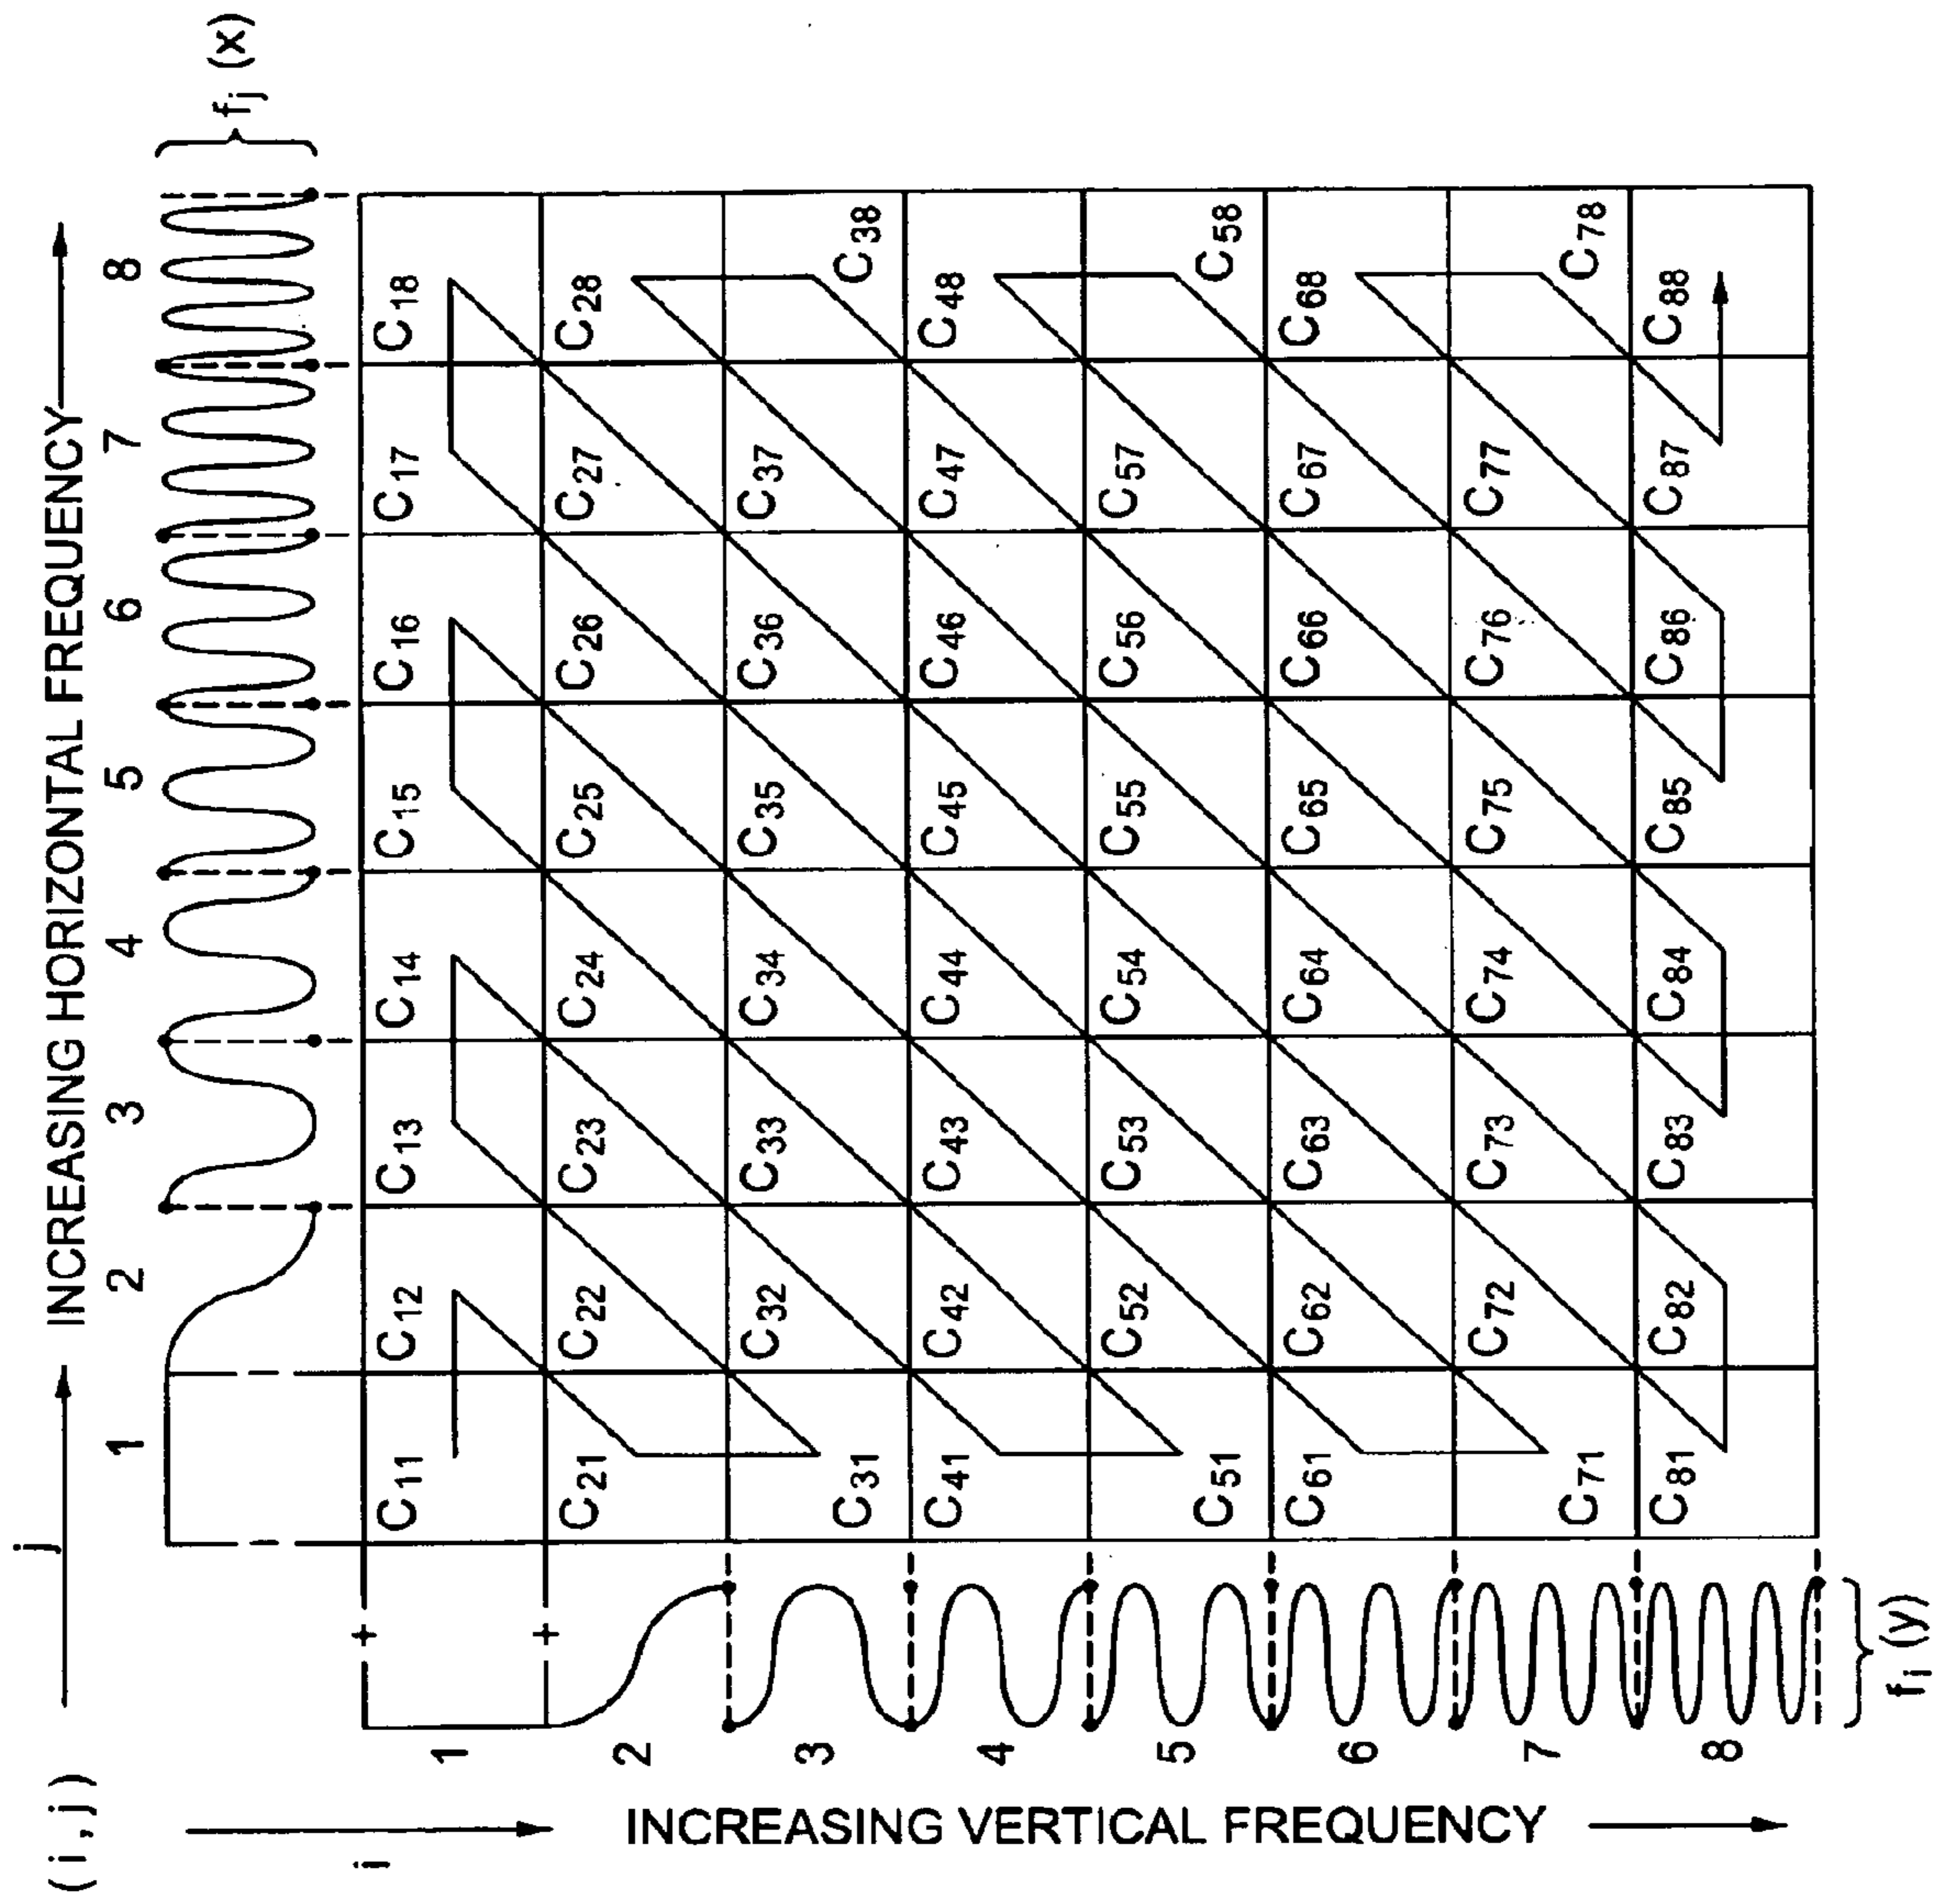 (i,j)
j
INCREASING HORIZONTAL FREQUENCY
1 2 3 4 5 6 7 8
f_j (x)
i
INCREASING VERTICAL FREQUENCY
1 C11 C12 C13 C14 C15 C16 C17 C18
2 C21 C22 C23 C24 C25 C26 C27 C28
3 C31 C32 C33 C34 C35 C36 C37 C38
4 C41 C42 C43 C44 C45 C46 C47 C48
5 C51 C52 C53 C54 C55 C56 C57 C58
6 C61 C62 C63 C64 C65 C66 C67 C68
7 C71 C72 C73 C74 C75 C76 C77 C78
8 C81 C82 C83 C84 C85 C86 C87 C88
f_i (y)